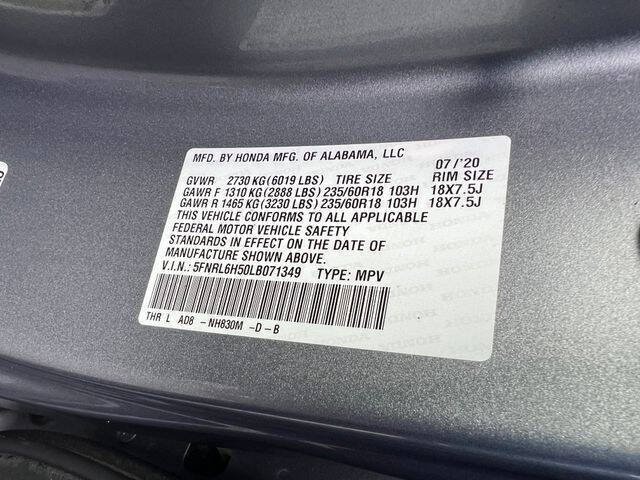 MFD. BY HONDA MFG. OF ALABAMA, LLC 07/'20
GVWR 2730 KG(6019 LBS) TIRE SIZE RIM SIZE
GAWR F 1310 KG(2888 LBS)235/60R18 103H 18X7.5J
GAWR R 1465 KG(3230 LBS)235/60R18 103H 18X7.5J
THIS VEHICLE CONFORMS TO ALL APPLICABLE
FEDERAL MOTOR VEHICLE SAFETY
STANDARDS IN EFFECT ON THE DATE OF
MANUFACTURE SHOWN ABOVE.
V.I.N.: 5FNRL6H50LB071349 TYPE: MPV
THR L AD8 -NH830M -D-B